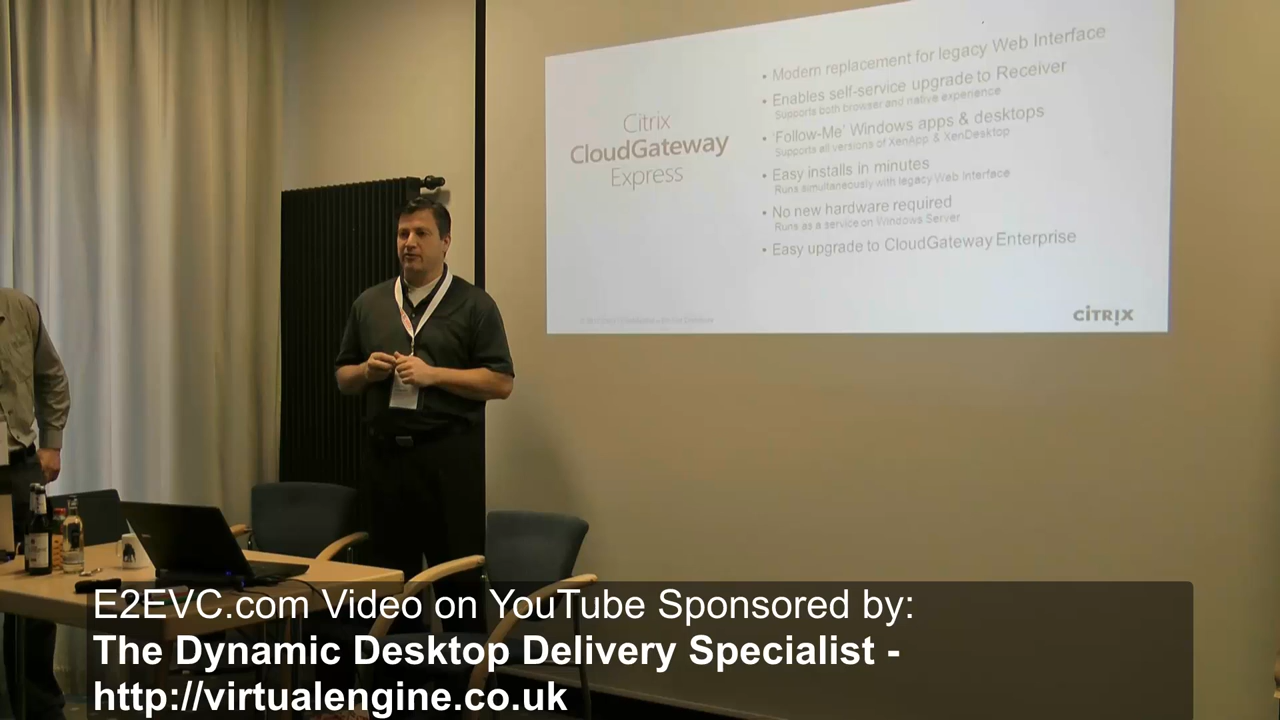 Citrix
CloudGateway
Express
• Modern replacement for legacy Web Interface
• Enables self-service upgrade to Receiver
Supports both browser and native experience
• 'Follow-Me' Windows apps & desktops
Supports all versions of XenApp & XenDesktop
• Easy installs in minutes
Runs simultaneously with legacy Web Interface
• No new hardware required
Runs as a service on Windows Server
• Easy upgrade to CloudGateway Enterprise
CITRIX
E2EVC.com Video on YouTube Sponsored by:
The Dynamic Desktop Delivery Specialist -
http://virtualengine.co.uk